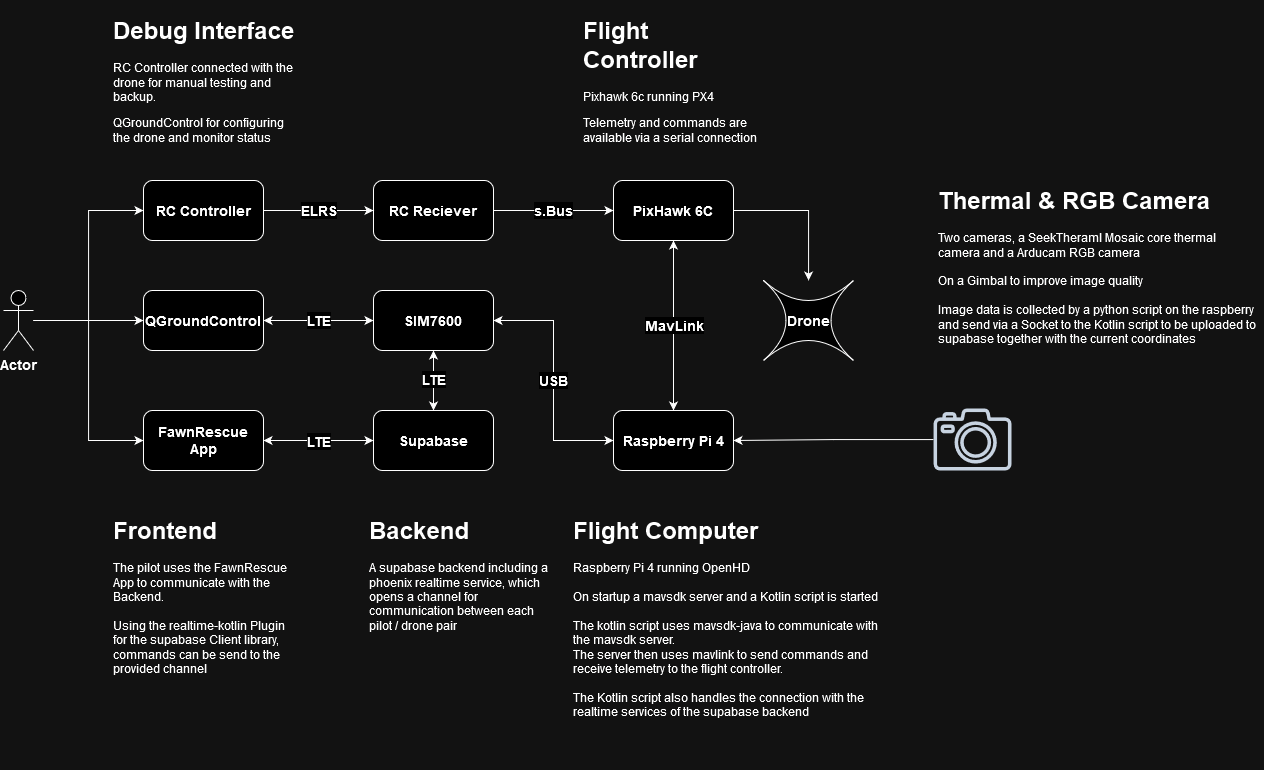 Debug Interface
RC Controller connected with the
drone for manual testing and
backup.
QGroundControl for configuring
the drone and monitor status
Flight
Controller
Pixhawk 6c running PX4
Telemetry and commands are
available via a serial connection
RC Controller
ELRS
RC Reciever
s.Bus
PixHawk 6C
Thermal & RGB Camera
Two cameras, a SeekTheraml Mosaic core thermal
camera and a Arducam RGB camera
On a Gimbal to improve image quality
Image data is collected by a python script on the raspberry
and send via a Socket to the Kotlin script to be uploaded to
supabase together with the current coordinates
Actor
QGroundControl
LTE
SIM7600
MavLink
Drone
LTE
USB
FawnRescue
App
LTE
Supabase
Raspberry Pi 4
Frontend
The pilot uses the FawnRescue
App to communicate with the
Backend.
Using the realtime-kotlin Plugin
for the supabase Client library,
commands can be send to the
provided channel
Backend
A supabase backend including a
phoenix realtime service, which
opens a channel for
communication between each
pilot / drone pair
Flight Computer
Raspberry Pi 4 running OpenHD
On startup a mavsdk server and a Kotlin script is started
The kotlin script uses mavsdk-java to communicate with
the mavsdk server.
The server then uses mavlink to send commands and
receive telemetry to the flight controller.
The Kotlin script also handles the connection with the
realtime services of the supabase backend